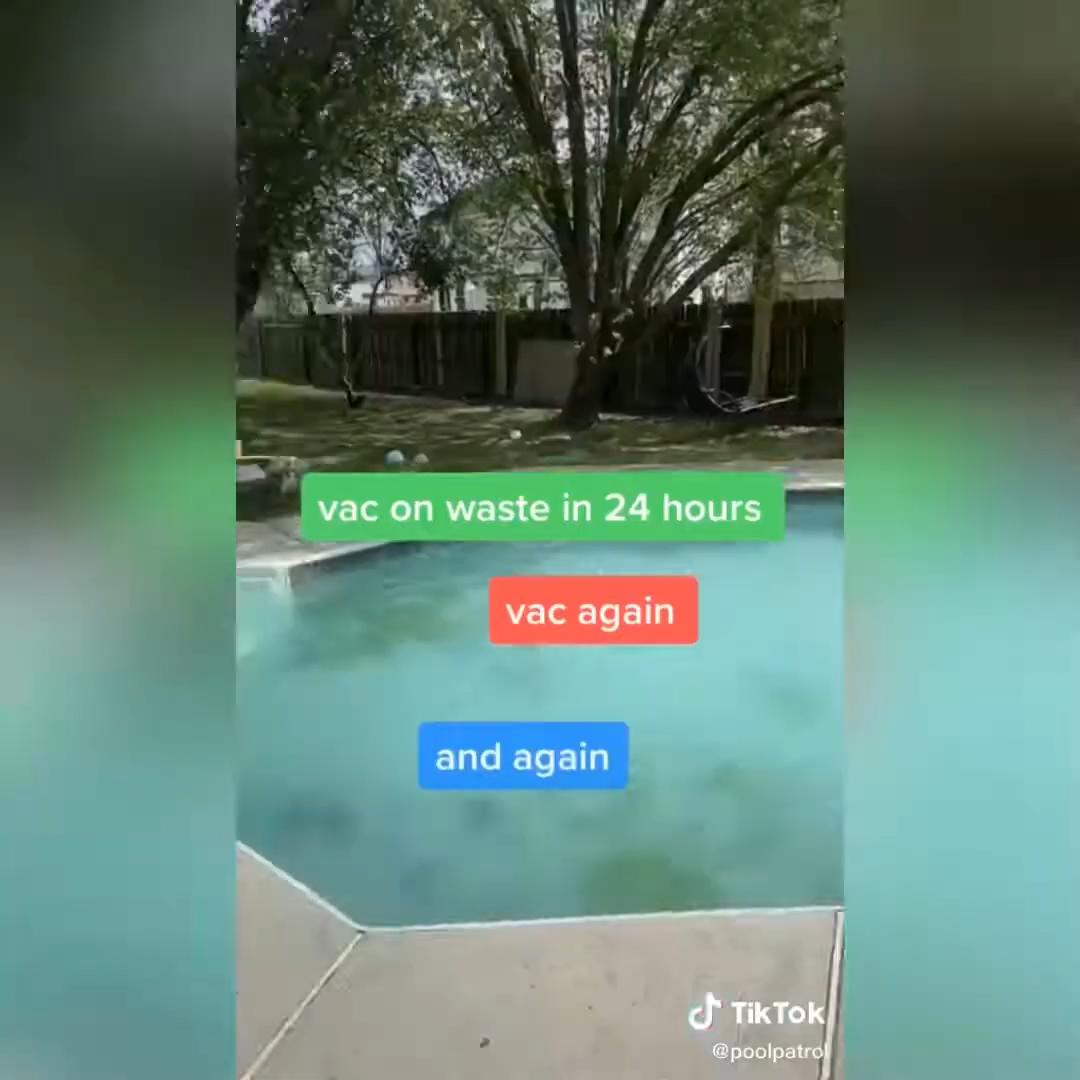 vac on waste in 24 hours
vac again
and again
TikTok
@poolpatrol